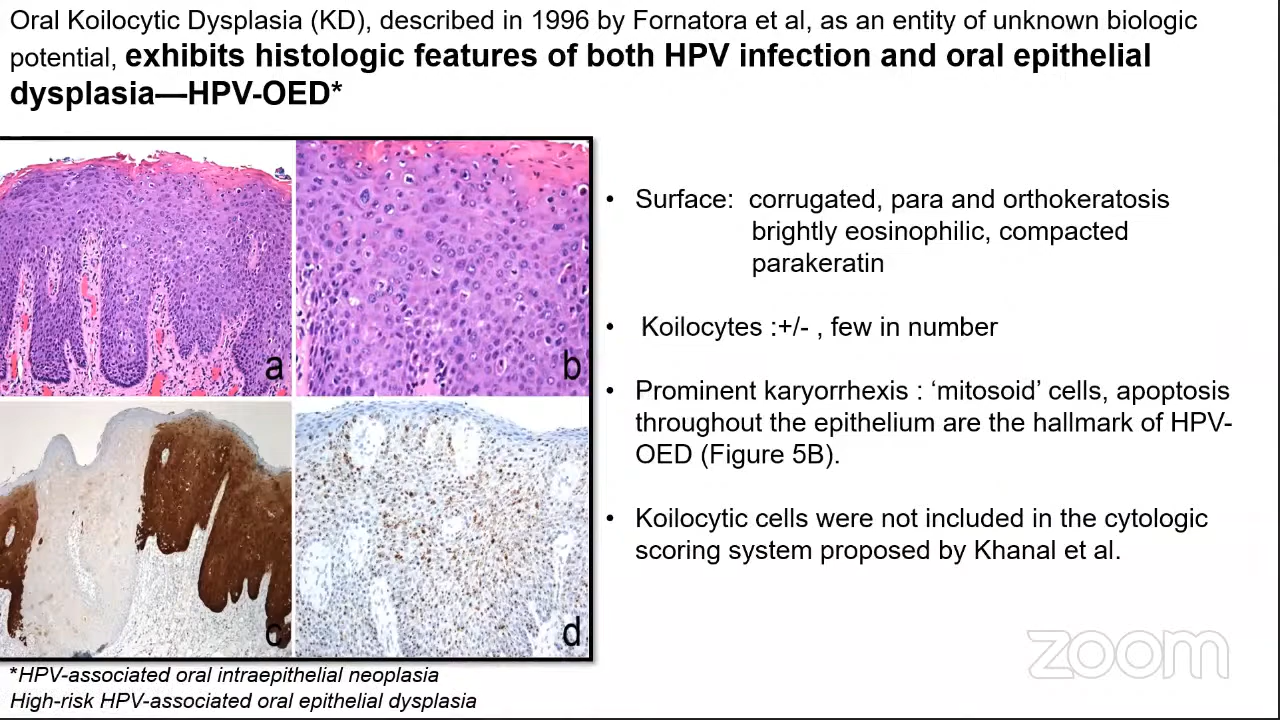 Oral Koilocytic Dysplasia (KD), described in 1996 by Fornatora et al, as an entity of unknown biologic
potential, exhibits histologic features of both HPV infection and oral epithelial
dysplasia—HPV-OED*
a
b
c
d
• Surface: corrugated, para and orthokeratosis
brightly eosinophilic, compacted
parakeratin
• Koilocytes :+/- , few in number
• Prominent karyorrhexis : ‘mitosoid’ cells, apoptosis
throughout the epithelium are the hallmark of HPV-
OED (Figure 5B).
• Koilocytic cells were not included in the cytologic
scoring system proposed by Khanal et al.
zoom
*HPV-associated oral intraepithelial neoplasia
High-risk HPV-associated oral epithelial dysplasia